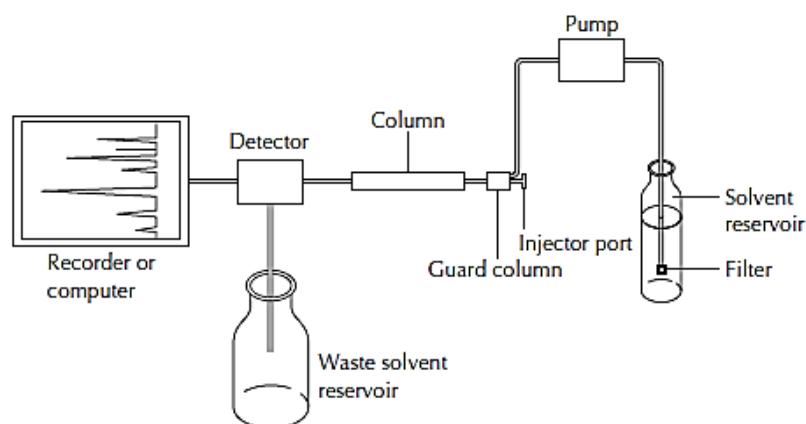 Pump
Column
Detector
Solvent
reservoir
Injector port
Guard column
Filter
Recorder or
computer
Waste solvent
reservoir